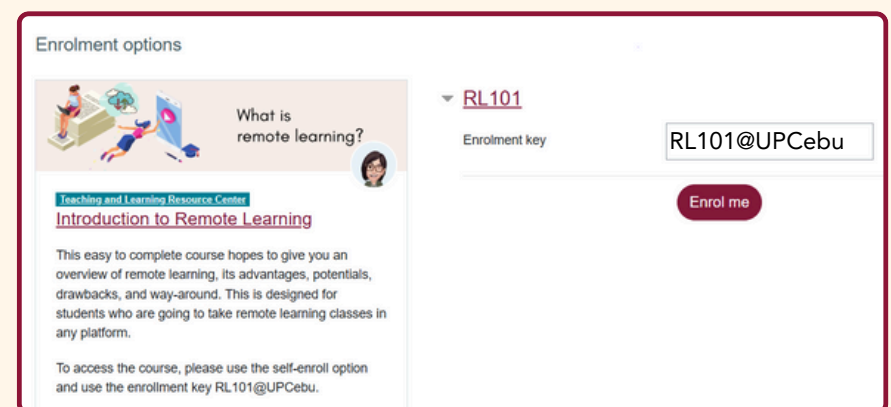 Enrolment options
What is
remote learning?
Teaching and Learning Resource Center
Introduction to Remote Learning
This easy to complete course hopes to give you an
overview of remote learning, its advantages, potentials,
drawbacks, and way-around. This is designed for
students who are going to take remote learning classes in
any platform.
To access the course, please use the self-enroll option
and use the enrollment key RL101@UPCebu.
RL101
Enrolment key
RL101@UPCebu
Enrol me